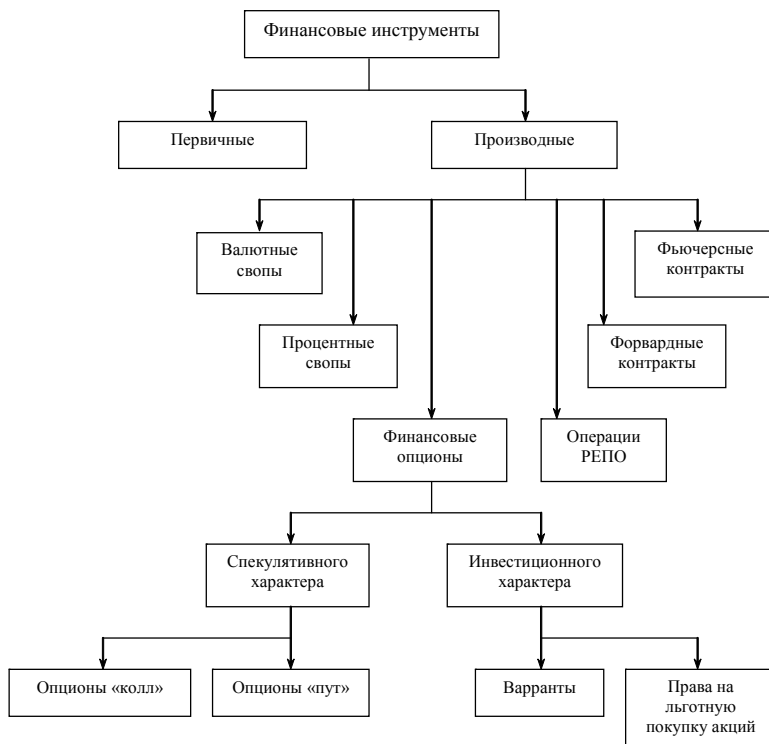 Финансовые инструменты
Первичные
Производные
Валютные
свопы
Фьючерсные
контракты
Процентные
свопы
Форвардные
контракты
Финансовые
опционы
Операции
РЕПО
Спекулятивного
характера
Инвестиционного
характера
Опционы «колл»
Опционы «пут»
Варранты
Права на
льготную
покупку акций